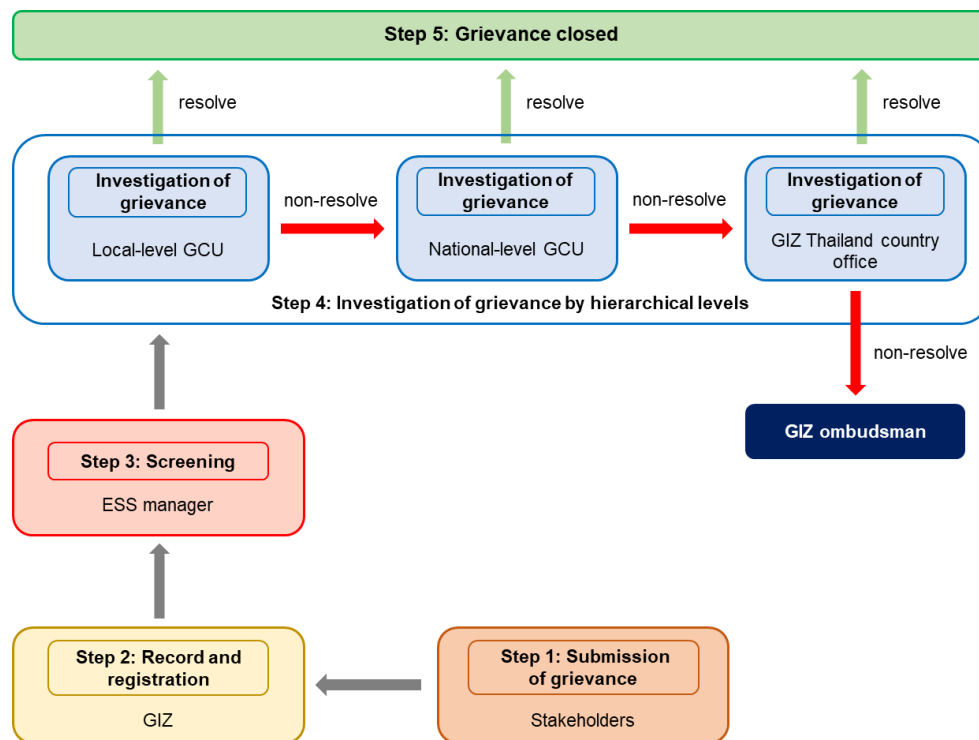 Step 5: Grievance closed
resolve
resolve
resolve
Investigation of
grievance
Local-level GCU
non-resolve
Investigation of
grievance
National-level GCU
non-resolve
Investigation of
grievance
GIZ Thailand country
office
Step 4: Investigation of grievance by hierarchical levels
non-resolve
GIZ ombudsman
Step 3: Screening
ESS manager
Step 2: Record and
registration
GIZ
Step 1: Submission
of grievance
Stakeholders